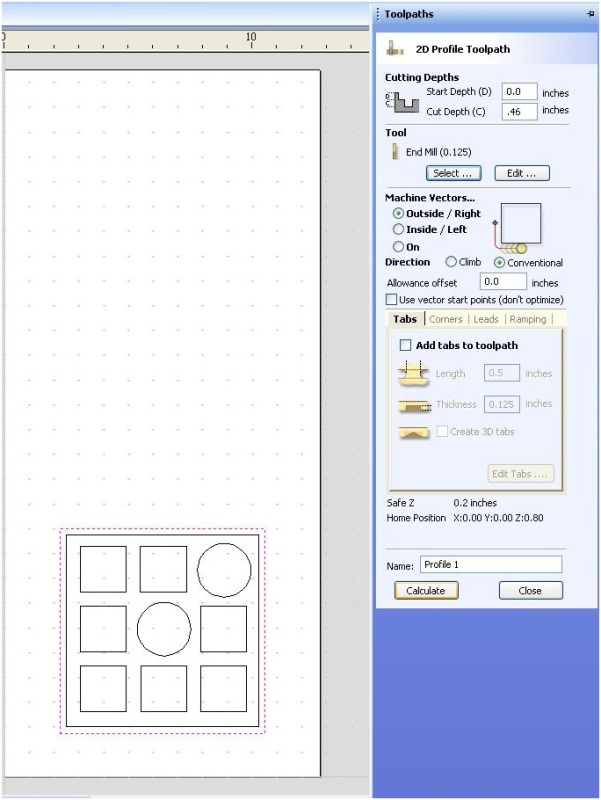 10
Toolpaths
2D Profile Toolpath
Cutting Depths
Start Depth (D) 0.0 inches
Cut Depth (C) .46 inches
Tool
End Mill (0.125)
Select ... Edit ...
Machine Vectors...
Outside / Right
Inside / Left
On
Direction Climb Conventional
Allowance offset 0.0 inches
Use vector start points (don't optimize)
Tabs Corners Leads Ramping
Add tabs to toolpath
Length 0.5 inches
Thickness 0.125 inches
Create 3D tabs
Edit Tabs ....
Safe Z 0.2 inches
Home Position X:0.00 Y:0.00 Z:0.80
Name: Profile 1
Calculate Close